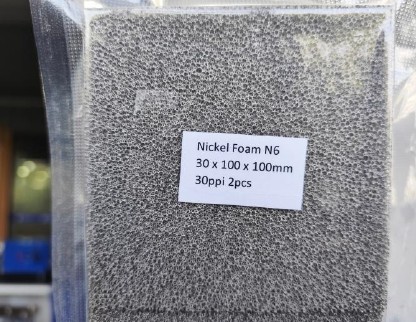 Nickel Foam N6
30 x 100 x 100mm
30ppi 2pcs